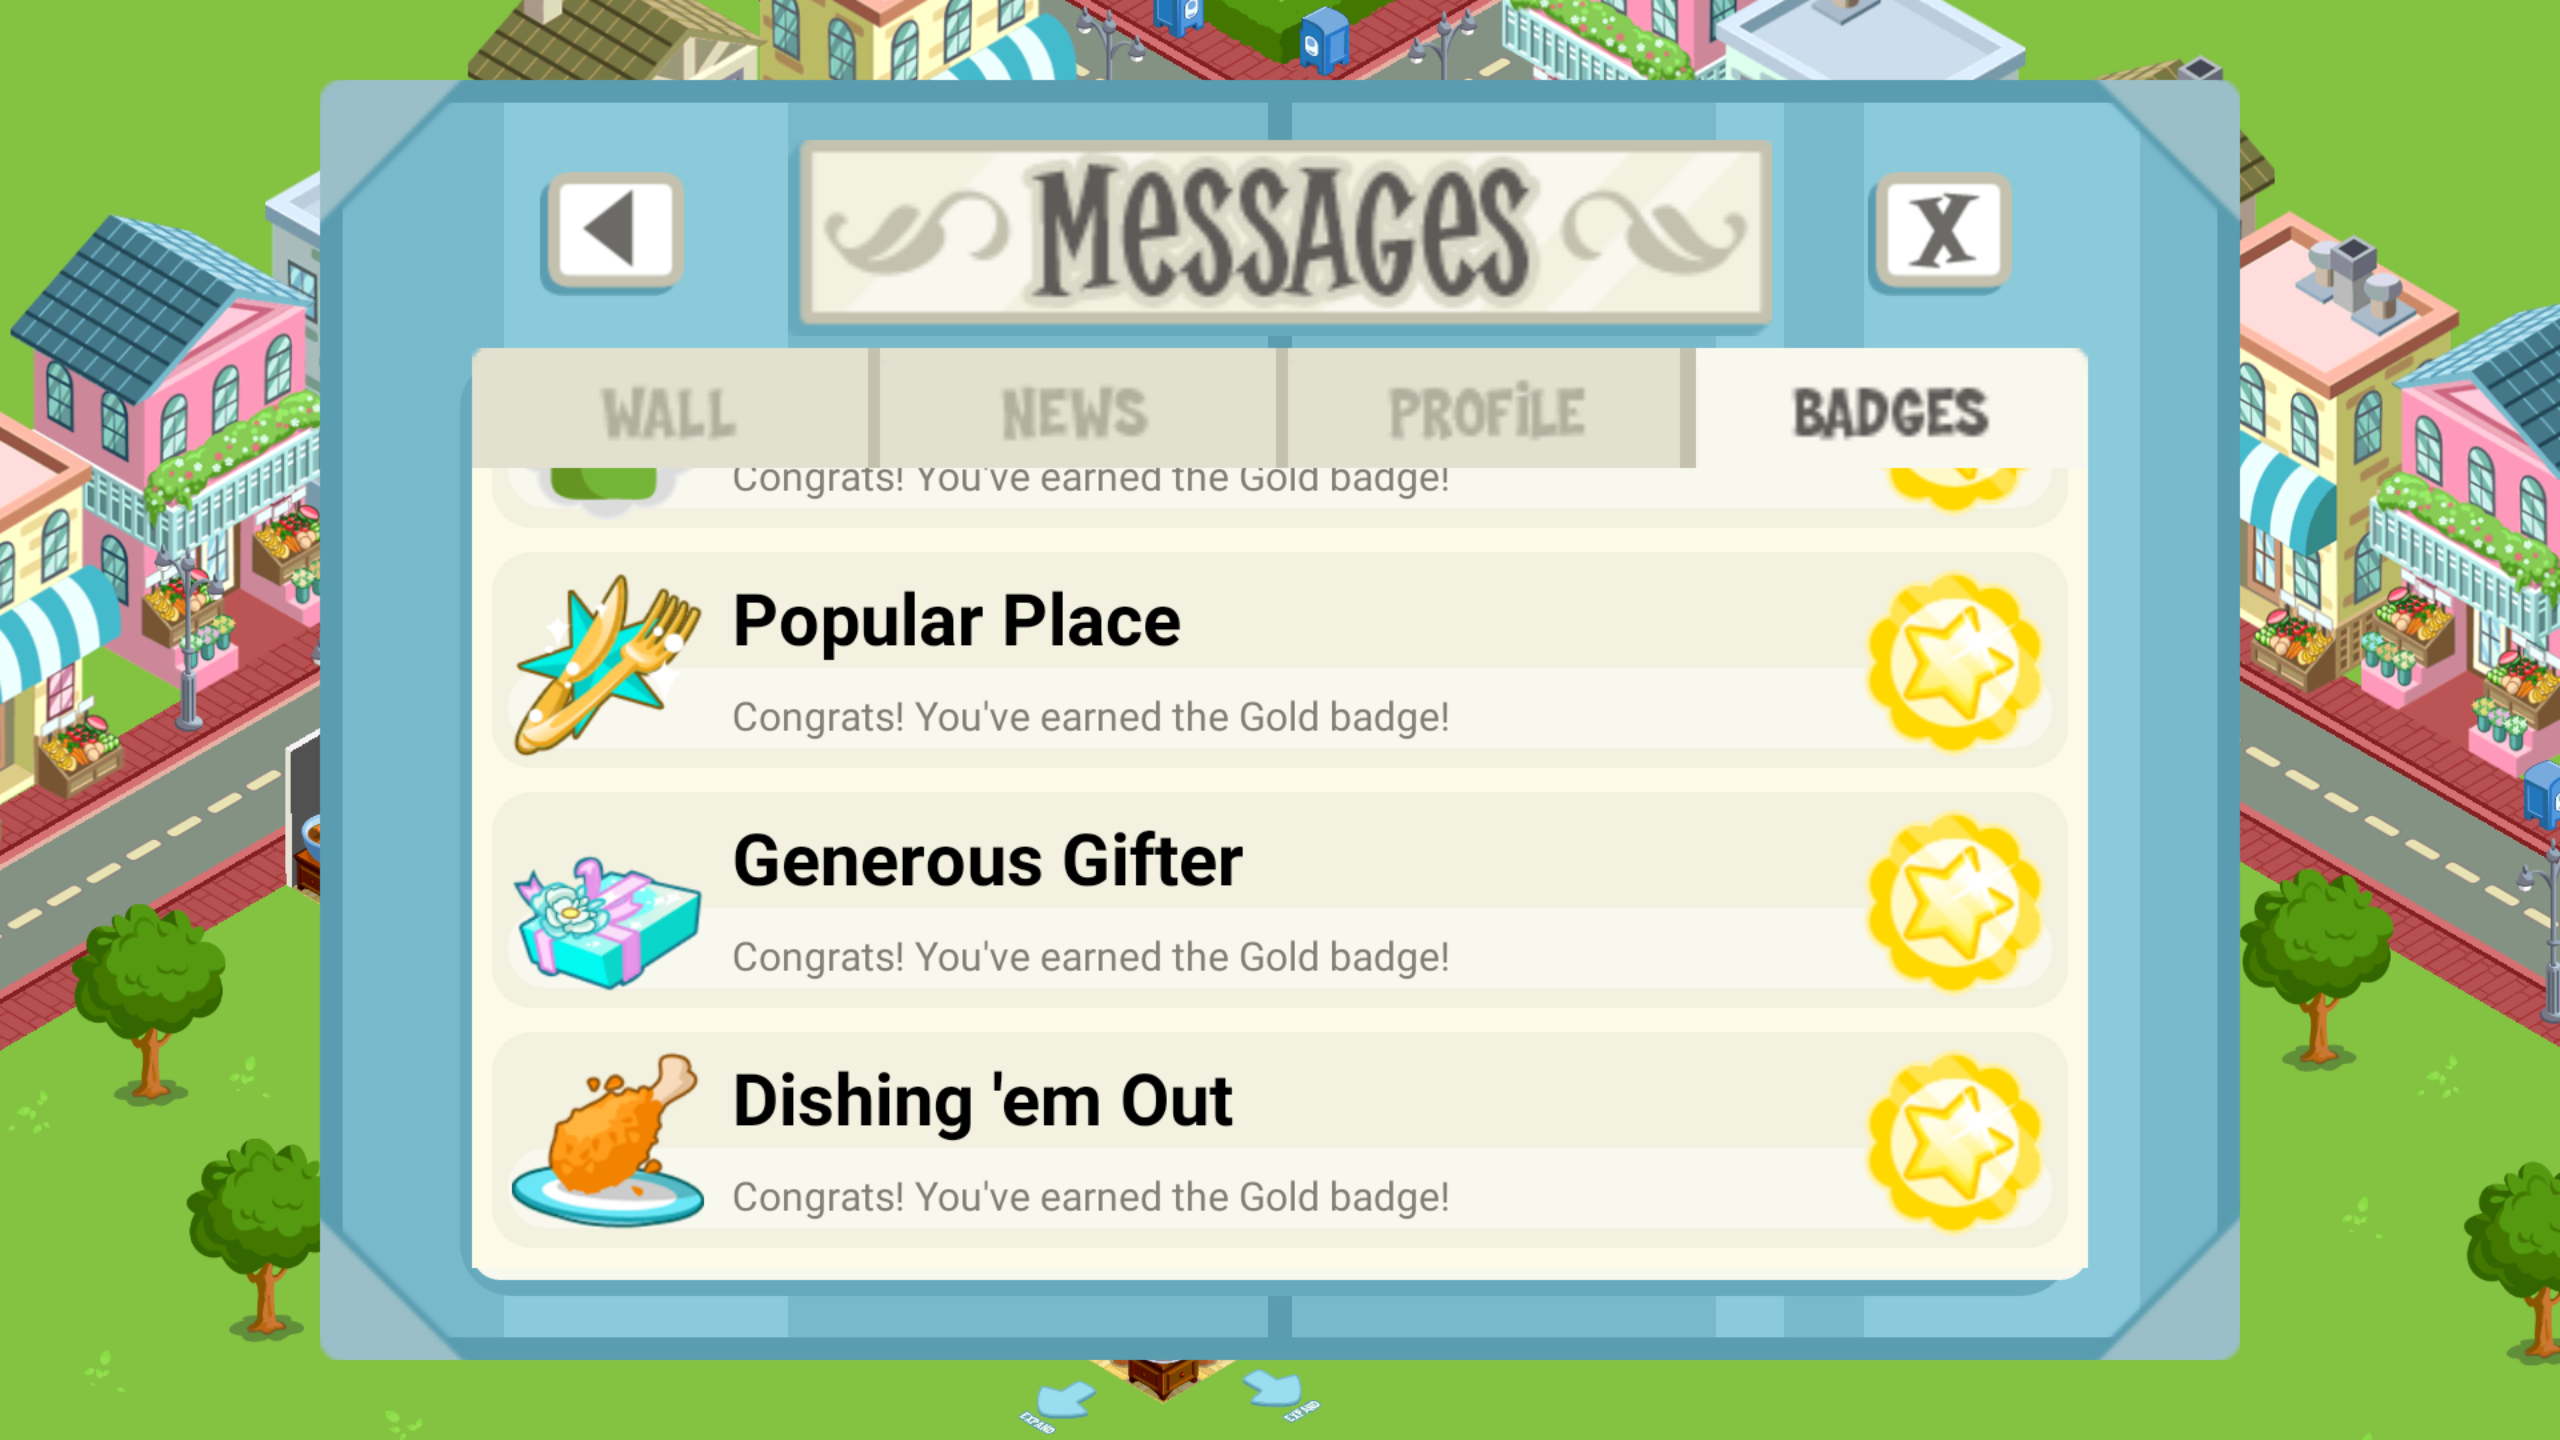 MESSAGES
X
WALL NEWS PROFILE BADGES
Congrats! You've earned the Gold badge!
Popular Place
Congrats! You've earned the Gold badge!
Generous Gifter
Congrats! You've earned the Gold badge!
Dishing 'em Out
Congrats! You've earned the Gold badge!
EXPAND EXPAND